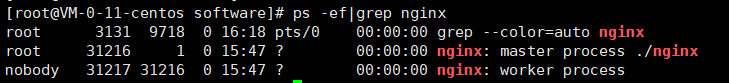 [root@VM-0-11-centos software]# ps -ef|grep nginx
root      3131  9718  0 16:18 pts/0    00:00:00 grep --color=auto nginx
root     31216     1  0 15:47 ?        00:00:00 nginx: master process ./nginx
nobody   31217 31216  0 15:47 ?        00:00:00 nginx: worker process